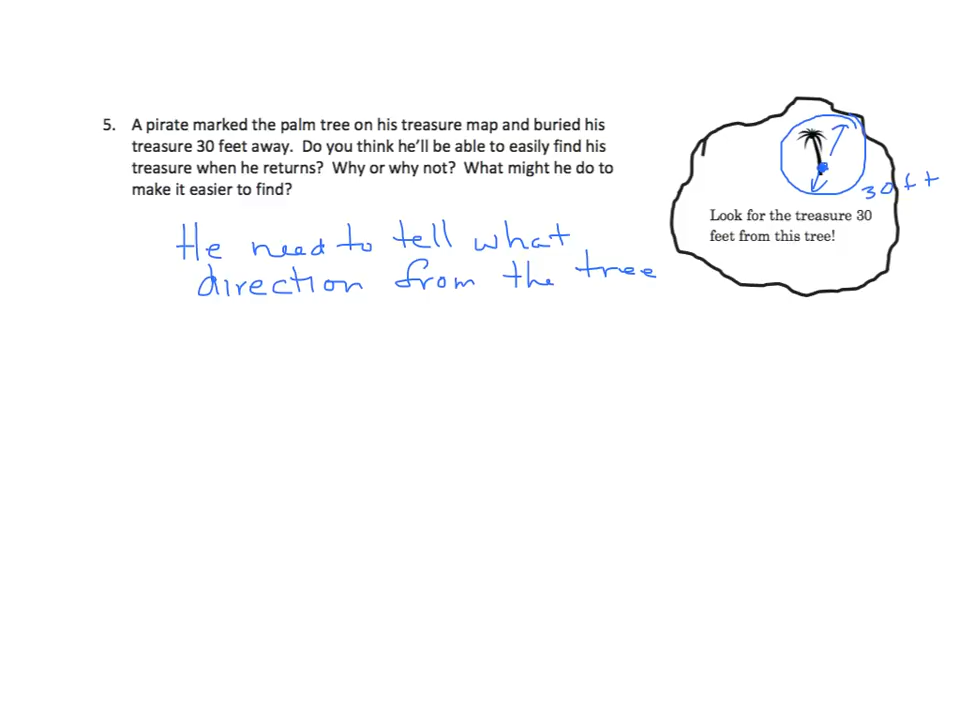 5. A pirate marked the palm tree on his treasure map and buried his
treasure 30 feet away. Do you think he'll be able to easily find his
treasure when he returns? Why or why not? What might he do to
make it easier to find?
30 ft
Look for the treasure 30
feet from this tree!
He need to tell what
direction from the tree